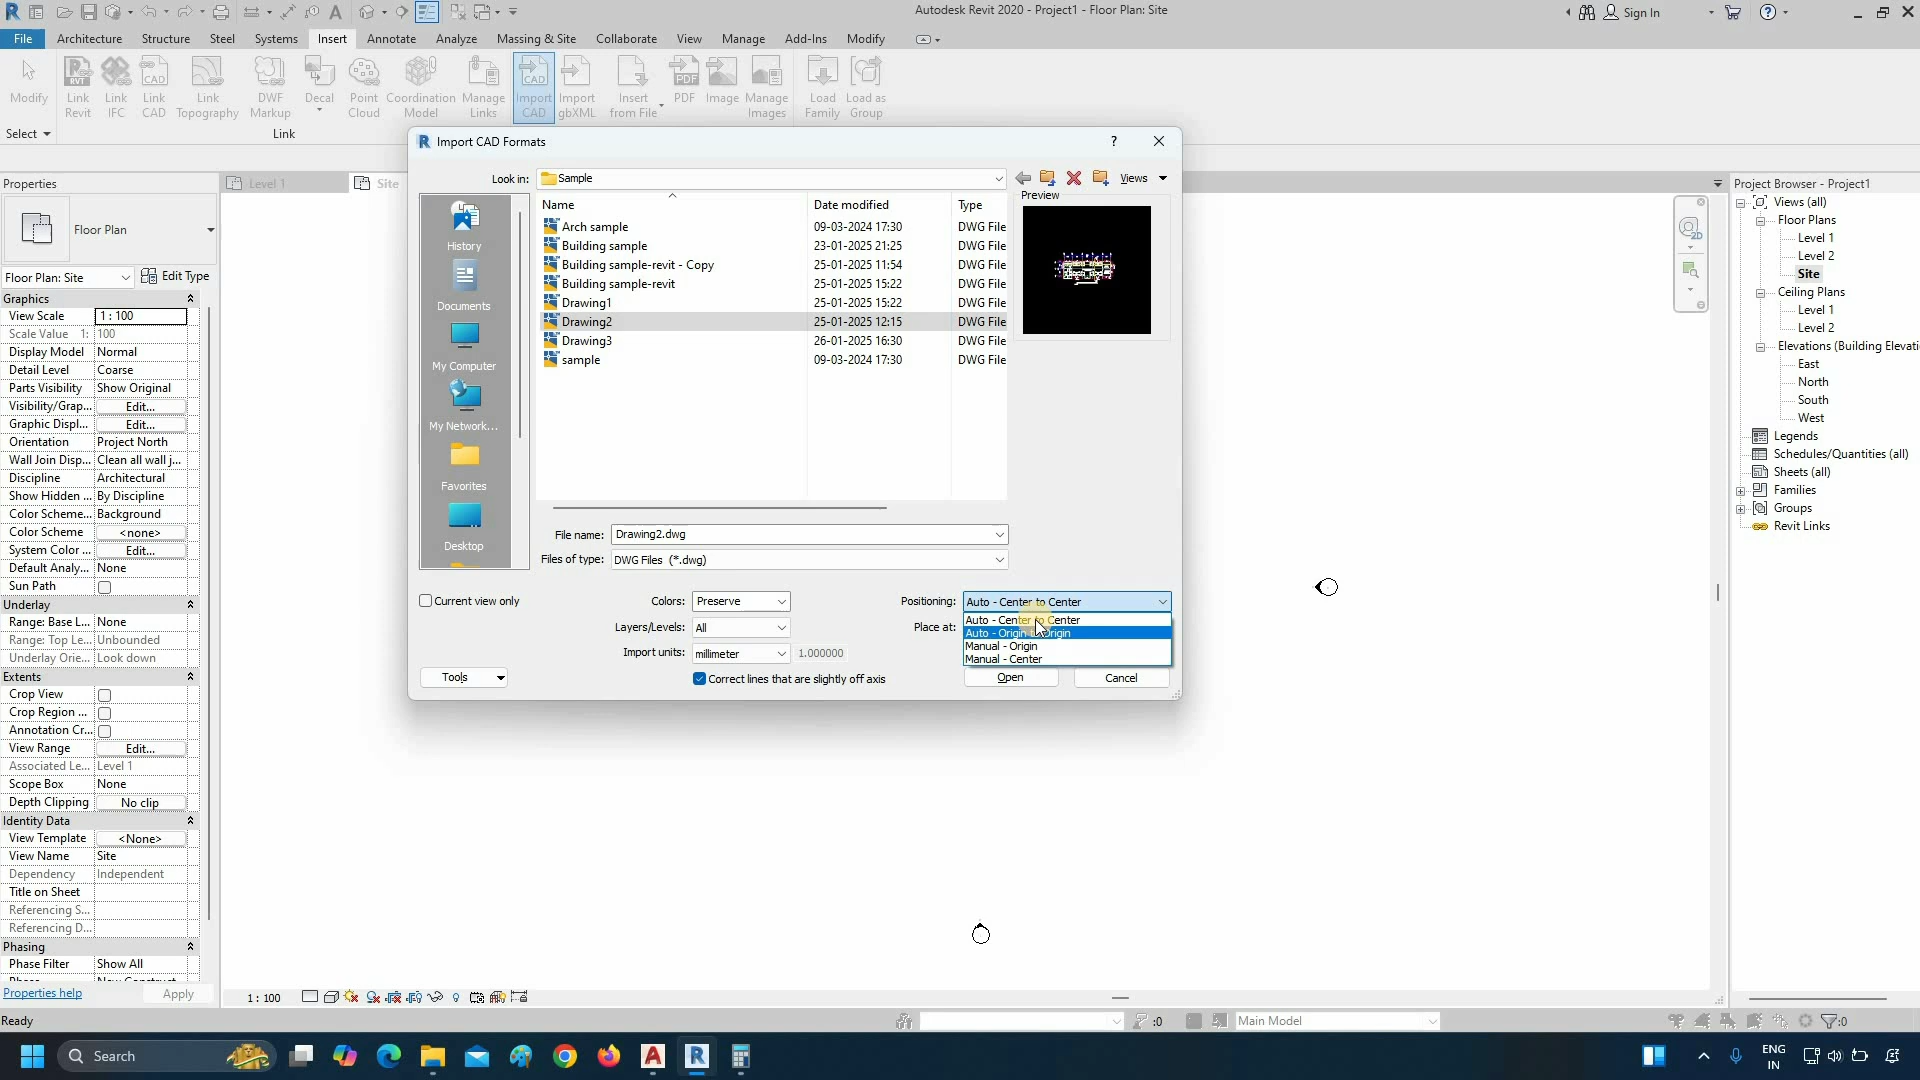 Autodesk Revit 2020 - Project1 - Floor Plan: Site
Sign In
File Architecture Structure Steel Systems Insert Annotate Analyze Massing & Site Collaborate View Manage Add-Ins Modify
Modify
Link Revit
Link IFC
Link CAD
Link Topography
DWF Markup
Decal
Point Cloud
Coordination Model
Manage Links
Import CAD
Import gbXML
Insert from File
PDF
Image
Manage Images
Load Family
Load as Group
Select
Link
Import CAD Formats
?
Properties
Level 1
Site
Floor Plan
Floor Plan: Site
Edit Type
Graphics
View Scale 1 : 100
Scale Value 1: 100
Display Model Normal
Detail Level Coarse
Parts Visibility Show Original
Visibility/Grap... Edit...
Graphic Displ... Edit...
Orientation Project North
Wall Join Disp... Clean all wall j...
Discipline Architectural
Show Hidden ... By Discipline
Color Scheme... Background
Color Scheme <none>
System Color ... Edit...
Default Analy... None
Sun Path
Underlay
Range: Base L... None
Range: Top Le... Unbounded
Underlay Orie... Look down
Extents
Crop View
Crop Region ...
Annotation Cr...
View Range Edit...
Associated Le... Level 1
Scope Box None
Depth Clipping No clip
Identity Data
View Template <None>
View Name Site
Dependency Independent
Title on Sheet
Referencing S...
Referencing D...
Phasing
Phase Filter Show All
Properties help Apply
Look in: Sample
Views
Preview
History
Documents
My Computer
My Network...
Favorites
Desktop
Name Date modified Type
Arch sample 09-03-2024 17:30 DWG File
Building sample 23-01-2025 21:25 DWG File
Building sample-revit - Copy 25-01-2025 11:54 DWG File
Building sample-revit 25-01-2025 15:22 DWG File
Drawing1 25-01-2025 15:22 DWG File
Drawing2 25-01-2025 12:15 DWG File
Drawing3 26-01-2025 16:30 DWG File
sample 09-03-2024 17:30 DWG File
File name: Drawing2.dwg
Files of type: DWG Files (*.dwg)
Current view only
Colors: Preserve
Layers/Levels: All
Import units: millimeter 1.000000
Correct lines that are slightly off axis
Positioning: Auto - Center to Center
Place at:
Auto - Center to Center
Auto - Origin to Origin
Manual - Origin
Manual - Center
Tools
Open
Cancel
Project Browser - Project1
Views (all)
Floor Plans
Level 1
Level 2
Site
Ceiling Plans
Level 1
Level 2
Elevations (Building Elevati
East
North
South
West
Legends
Schedules/Quantities (all)
Sheets (all)
Families
Groups
Revit Links
1 : 100
Ready
:0
Main Model
:0
Search
ENG
IN